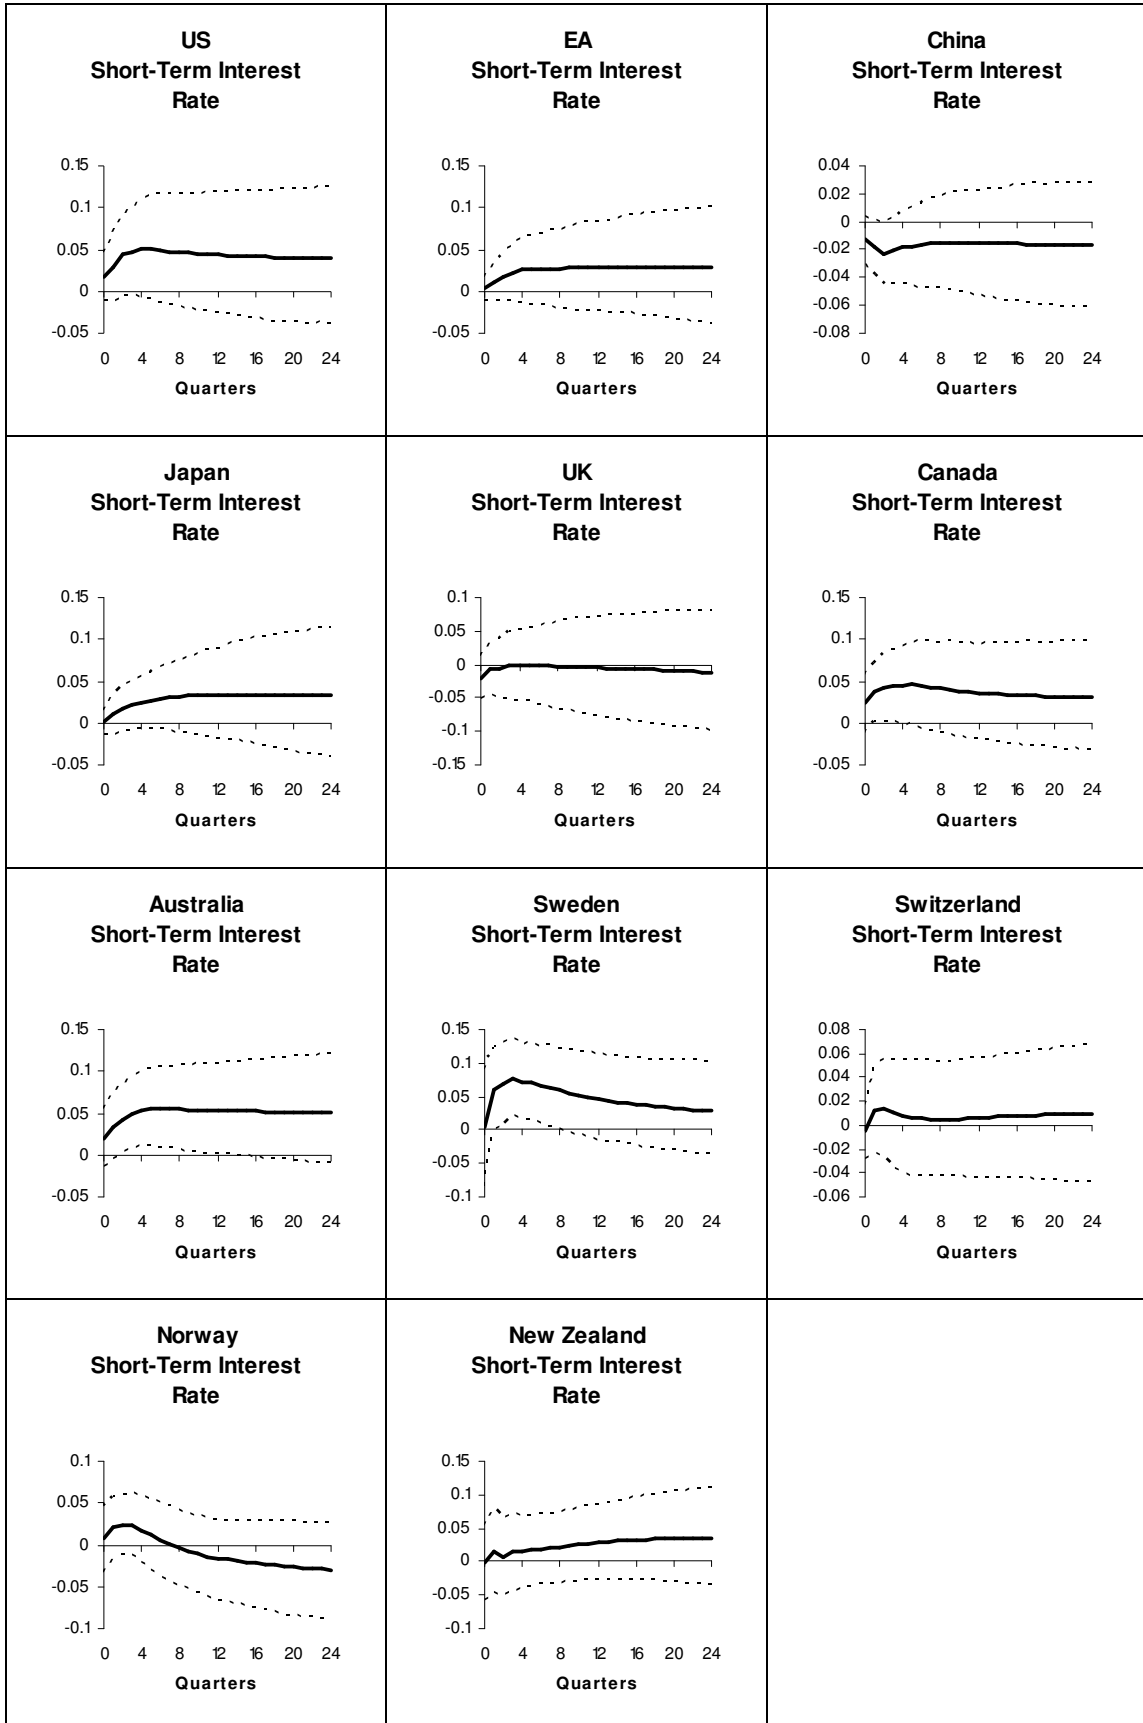 US
Short-Term Interest
Rate
0.15
0.1
0.05
0
-0.05
0 4 8 12 16 20 24
Quarters
EA
Short-Term Interest
Rate
0.15
0.1
0.05
0
-0.05
0 4 8 12 16 20 24
Quarters
China
Short-Term Interest
Rate
0.04
0.02
0
-0.02
-0.04
-0.06
-0.08
0 4 8 12 16 20 24
Quarters
Japan
Short-Term Interest
Rate
0.15
0.1
0.05
0
-0.05
0 4 8 12 16 20 24
Quarters
UK
Short-Term Interest
Rate
0.1
0.05
0
-0.05
-0.1
-0.15
0 4 8 12 16 20 24
Quarters
Canada
Short-Term Interest
Rate
0.15
0.1
0.05
0
-0.05
0 4 8 12 16 20 24
Quarters
Australia
Short-Term Interest
Rate
0.15
0.1
0.05
0
-0.05
0 4 8 12 16 20 24
Quarters
Sweden
Short-Term Interest
Rate
0.15
0.1
0.05
0
-0.05
-0.1
0 4 8 12 16 20 24
Quarters
Switzerland
Short-Term Interest
Rate
0.08
0.06
0.04
0.02
0
-0.02
-0.04
-0.06
0 4 8 12 16 20 24
Quarters
Norway
Short-Term Interest
Rate
0.1
0.05
0
-0.05
-0.1
0 4 8 12 16 20 24
Quarters
New Zealand
Short-Term Interest
Rate
0.15
0.1
0.05
0
-0.05
-0.1
0 4 8 12 16 20 24
Quarters